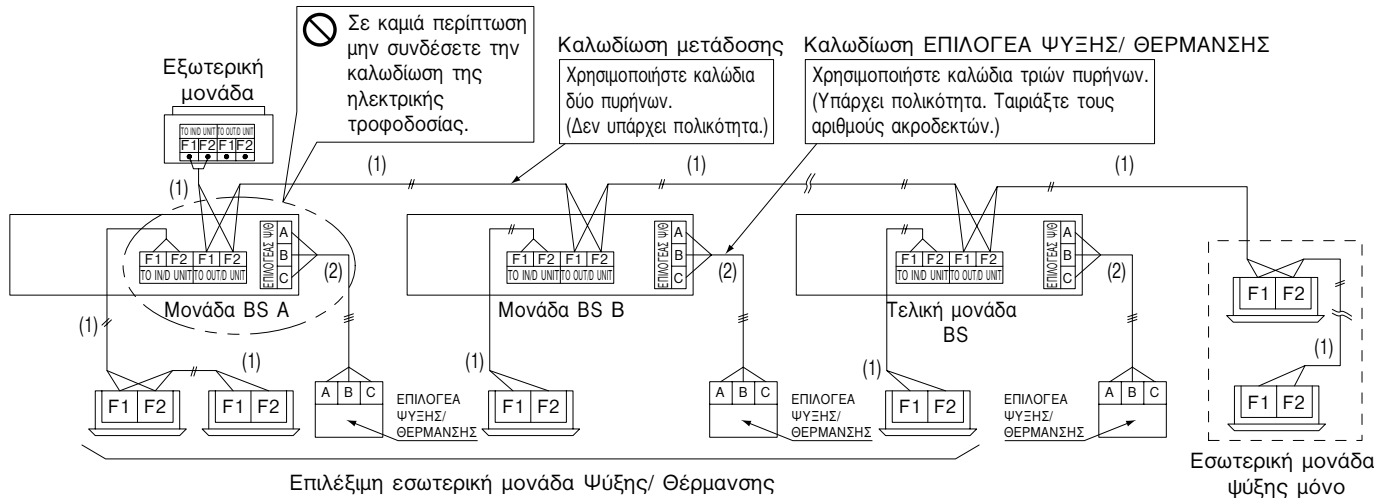 Σε καμιά περίπτωση
μην συνδέσετε την
καλωδίωση της
ηλεκτρικής
τροφοδοσίας.
Καλωδίωση μετάδοσης
Χρησιμοποιήστε καλώδια
δύο πυρήνων.
(Δεν υπάρχει πολικότητα.)
Καλωδίωση ΕΠΙΛΟΓΕΑ ΨΥΞΗΣ/ ΘΕΡΜΑΝΣΗΣ
Χρησιμοποιήστε καλώδια τριών πυρήνων.
(Υπάρχει πολικότητα. Ταιριάξτε τους
αριθμούς ακροδεκτών.)
Εξωτερική
μονάδα
TO IN/D UNIT TO OUT/D UNIT
F1 F2 F1 F2
(1)
(1)
(1)
(1)
F1 F2 F1 F2
TO IN/D UNIT TO OUT/D UNIT
ΕΠΙΛΟΓΕΑΣ Ψ/Θ
A
B
C
(2)
Μονάδα BS A
F1 F2 F1 F2
TO IN/D UNIT TO OUT/D UNIT
ΕΠΙΛΟΓΕΑΣ Ψ/Θ
A
B
C
(2)
Μονάδα BS B
F1 F2 F1 F2
TO IN/D UNIT TO OUT/D UNIT
ΕΠΙΛΟΓΕΑΣ Ψ/Θ
A
B
C
(2)
Τελική μονάδα
BS
F1 F2
(1)
F1 F2
(1)
(1)
F1 F2
F1 F2
A B C
ΕΠΙΛΟΓΕΑ
ΨΥΞΗΣ/
ΘΕΡΜΑΝΣΗΣ
(1)
F1 F2
A B C
ΕΠΙΛΟΓΕΑ
ΨΥΞΗΣ/
ΘΕΡΜΑΝΣΗΣ
(1)
F1 F2
A B C
ΕΠΙΛΟΓΕΑ
ΨΥΞΗΣ/
ΘΕΡΜΑΝΣΗΣ
Επιλέξιμη εσωτερική μονάδα Ψύξης/ Θέρμανσης
Εσωτερική μονάδα
ψύξης μόνο